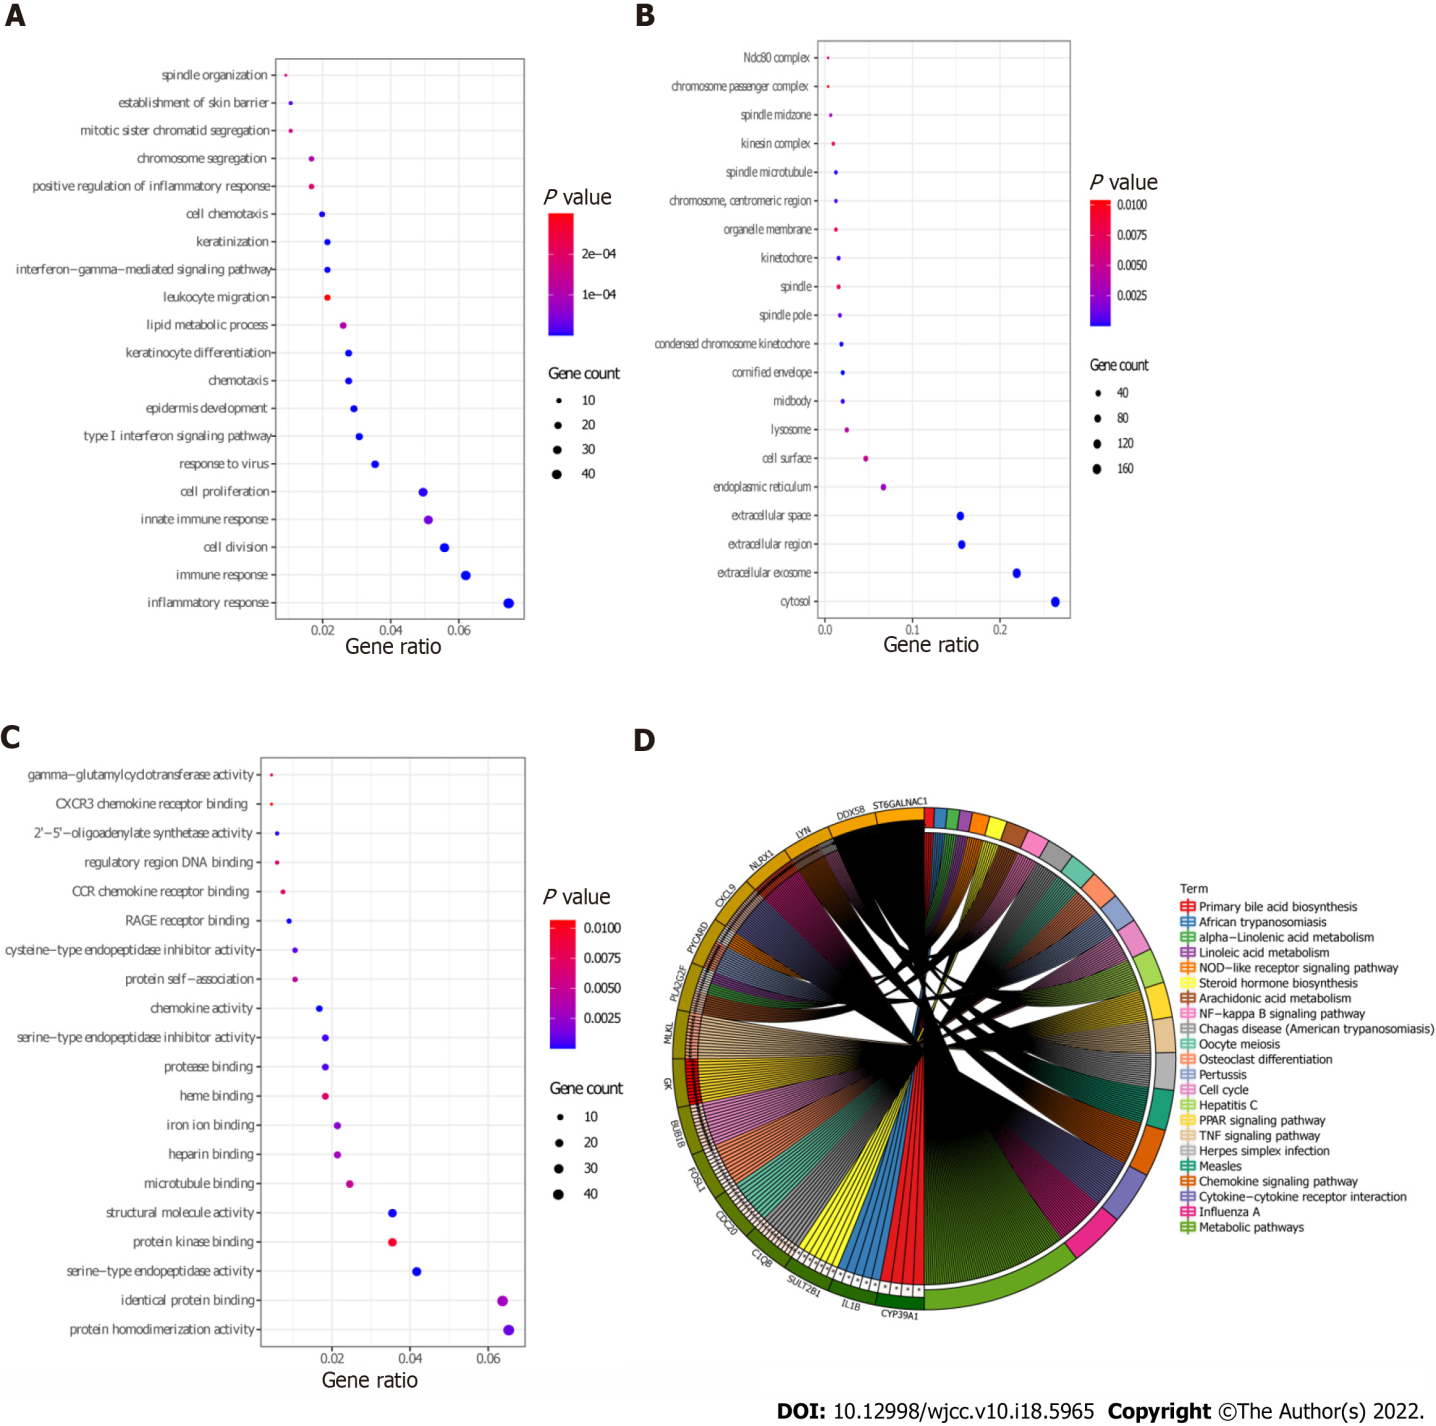 A
spindle organization
establishment of skin barrier
mitotic sister chromatid segregation
chromosome segregation
positive regulation of inflammatory response
cell chemotaxis
keratinization
interferon−gamma−mediated signaling pathway
leukocyte migration
lipid metabolic process
keratinocyte differentiation
chemotaxis
epidermis development
type I interferon signaling pathway
response to virus
cell proliferation
innate immune response
cell division
immune response
inflammatory response
0.02 0.04 0.06
Gene ratio
P value
2e−04
1e−04
Gene count
10
20
30
40
B
Ndc80 complex
chromosome passenger complex
spindle midzone
kinesin complex
spindle microtubule
chromosome, centromeric region
organelle membrane
kinetochore
spindle
spindle pole
condensed chromosome kinetochore
cornified envelope
midbody
lysosome
cell surface
endoplasmic reticulum
extracellular space
extracellular region
extracellular exosome
cytosol
0.0 0.1 0.2
Gene ratio
P value
0.0100
0.0075
0.0050
0.0025
Gene count
40
80
120
160
C
gamma−glutamylcyclotransferase activity
CXCR3 chemokine receptor binding
2'−5'−oligoadenylate synthetase activity
regulatory region DNA binding
CCR chemokine receptor binding
RAGE receptor binding
cysteine−type endopeptidase inhibitor activity
protein self−association
chemokine activity
serine−type endopeptidase inhibitor activity
protease binding
heme binding
iron ion binding
heparin binding
microtubule binding
structural molecule activity
protein kinase binding
serine−type endopeptidase activity
identical protein binding
protein homodimerization activity
0.02 0.04 0.06
Gene ratio
P value
0.0100
0.0075
0.0050
0.0025
Gene count
10
20
30
40
D
ST6GALNAC1
DDX58
LYN
NLRX1
CXCL9
PYCARD
PLA2G2F
MLKL
GK
BUB1B
FOSL1
CDC20
C1QB
SULT2B1
IL1B
CYP39A1
Term
Primary bile acid biosynthesis
African trypanosomiasis
alpha−Linolenic acid metabolism
Linoleic acid metabolism
NOD−like receptor signaling pathway
Steroid hormone biosynthesis
Arachidonic acid metabolism
NF−kappa B signaling pathway
Chagas disease (American trypanosomiasis)
Oocyte meiosis
Osteoclast differentiation
Pertussis
Cell cycle
Hepatitis C
PPAR signaling pathway
TNF signaling pathway
Herpes simplex infection
Measles
Chemokine signaling pathway
Cytokine−cytokine receptor interaction
Influenza A
Metabolic pathways
DOI: 10.12998/wjcc.v10.i18.5965 Copyright ©The Author(s) 2022.